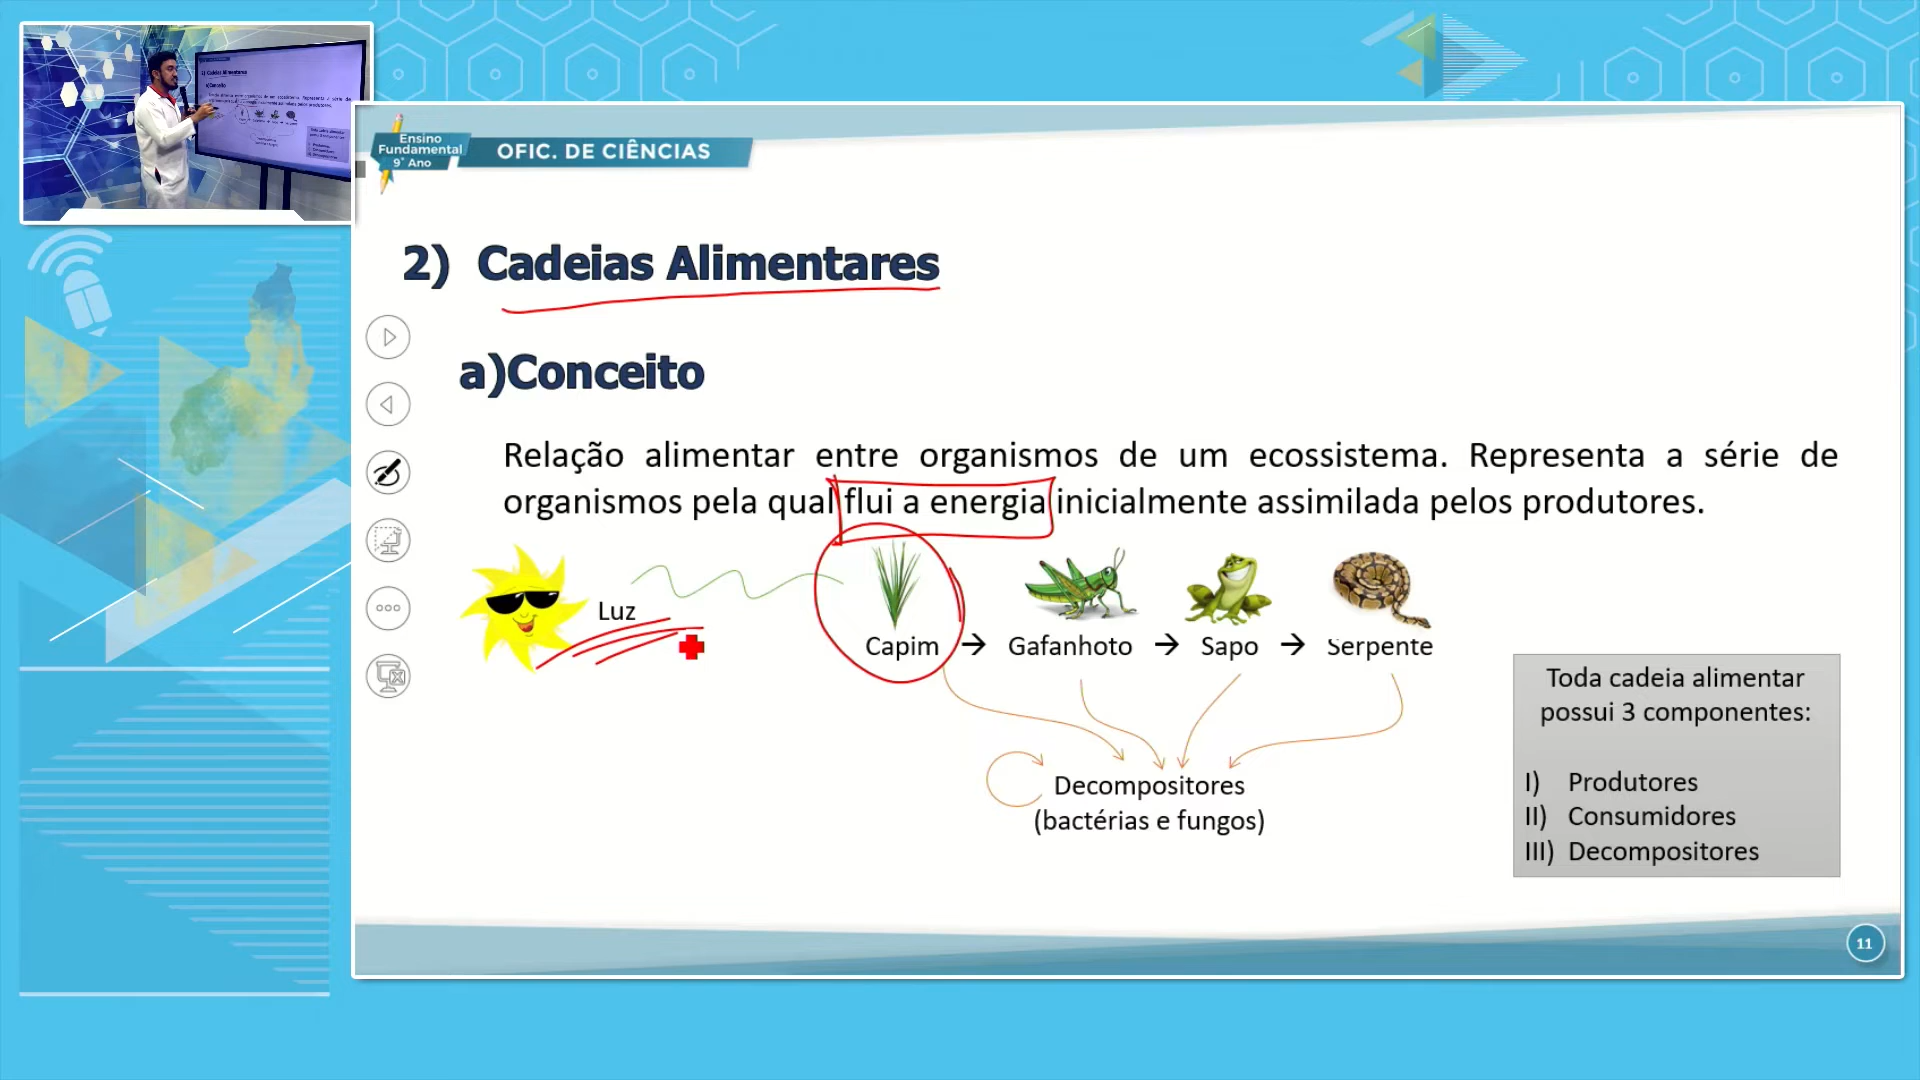 Ensino
Fundamental
9° Ano
OFIC. DE CIÊNCIAS
2) Cadeias Alimentares
a)Conceito
Relação alimentar entre organismos de um ecossistema. Representa a série de
organismos pela qual flui a energia inicialmente assimilada pelos produtores.
Luz
Capim → Gafanhoto → Sapo → Serpente
Decompositores
(bactérias e fungos)
Toda cadeia alimentar
possui 3 componentes:
I) Produtores
II) Consumidores
III) Decompositores
11